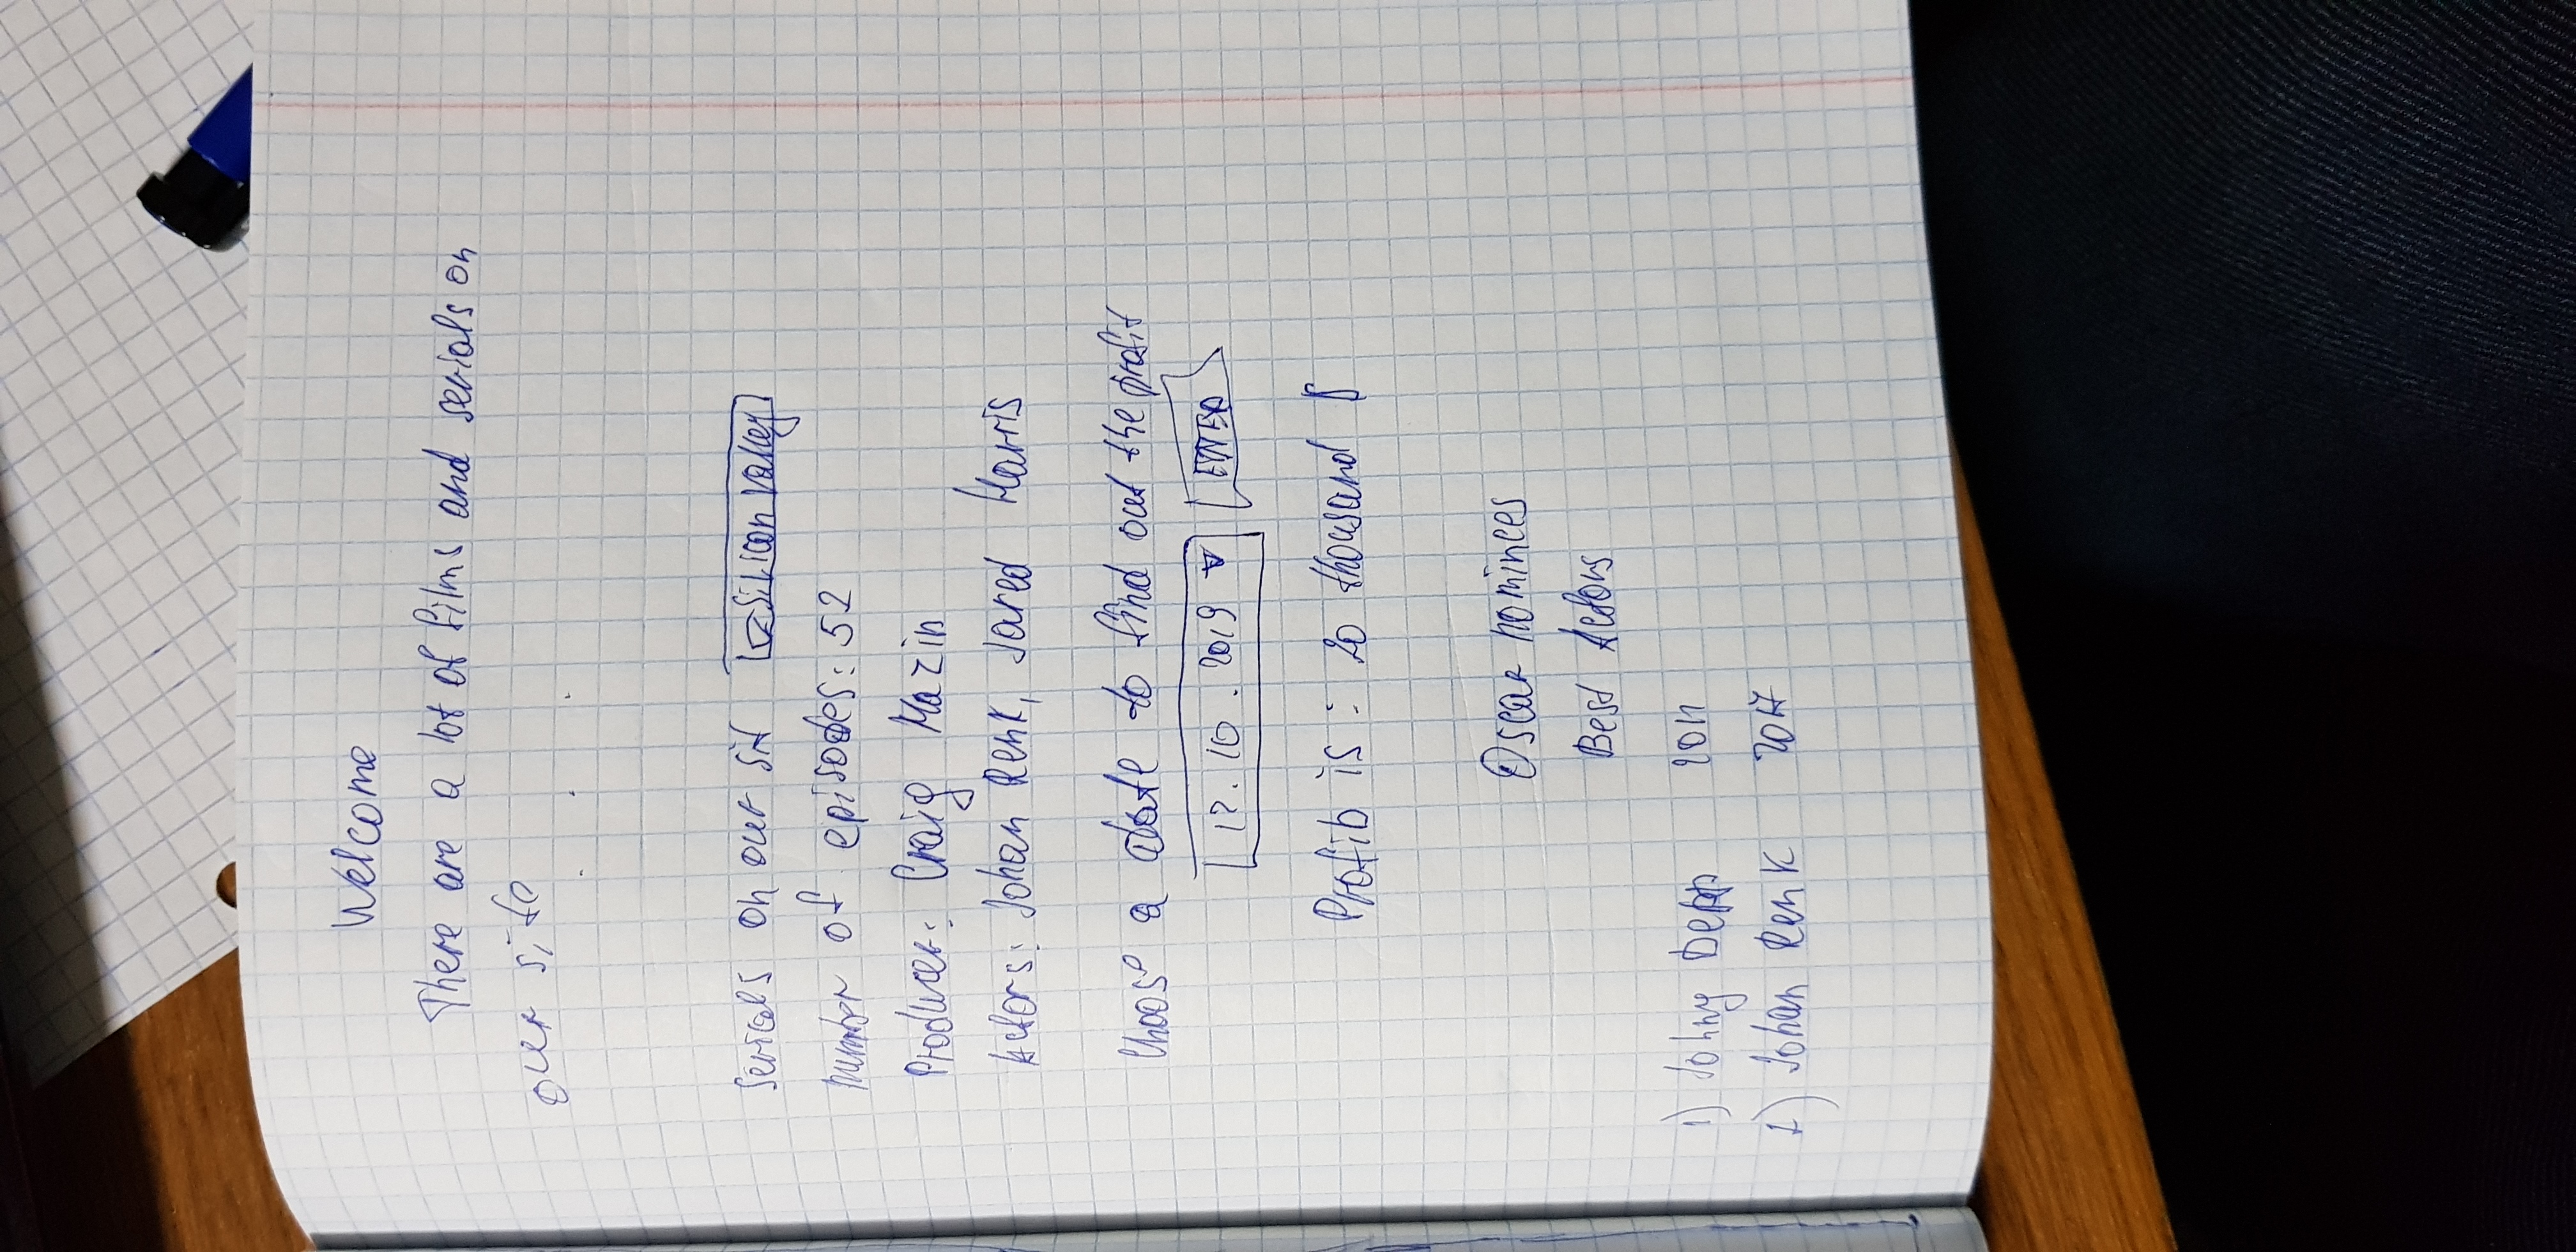 Welcome
There are a lot of films and serials on
our site
Serials on our sit Silicon Valley
number of episodes: 52
Producer: Craig Mazin
Actors: Johan Renk, Jared Harris
Choose a date to find out the profit
12.10.2019 ENTER
Profib is: 20 thousand $
Oscar nominees
Best Actors
1) Johny Depp 2011
2) Johan Renk 2017